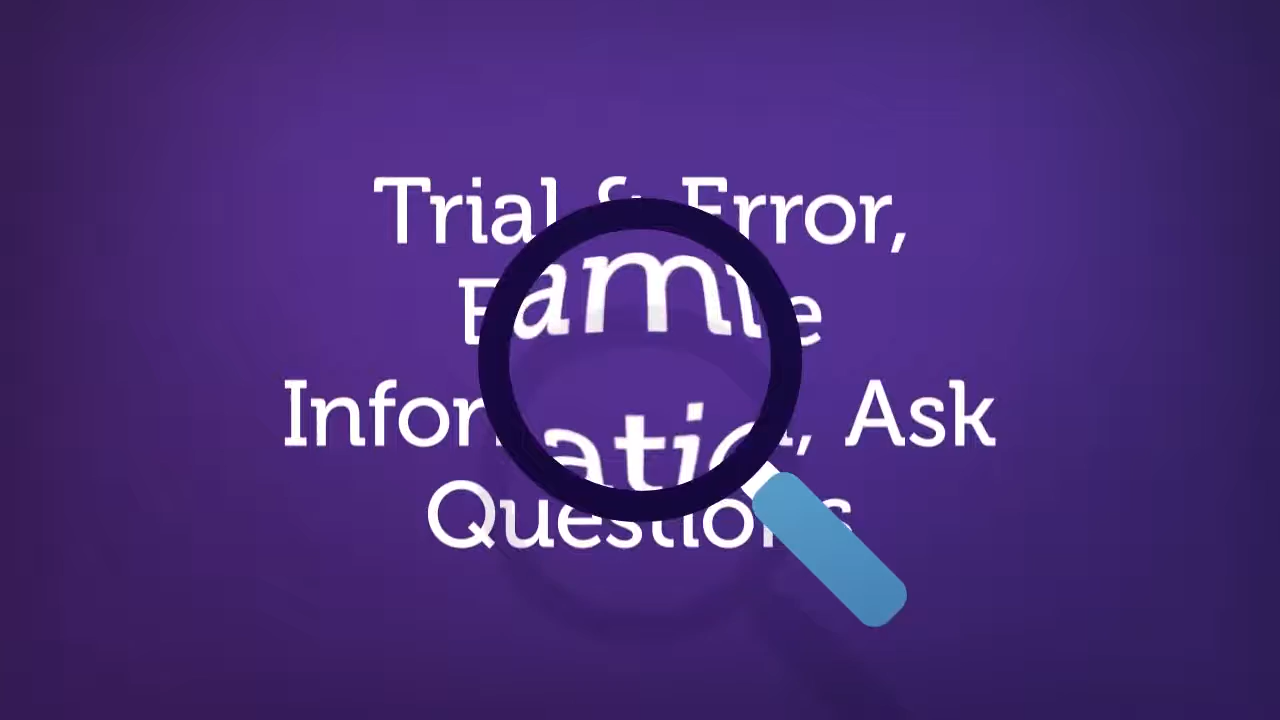 Trial & Error,
Examine
Information, Ask
Questions